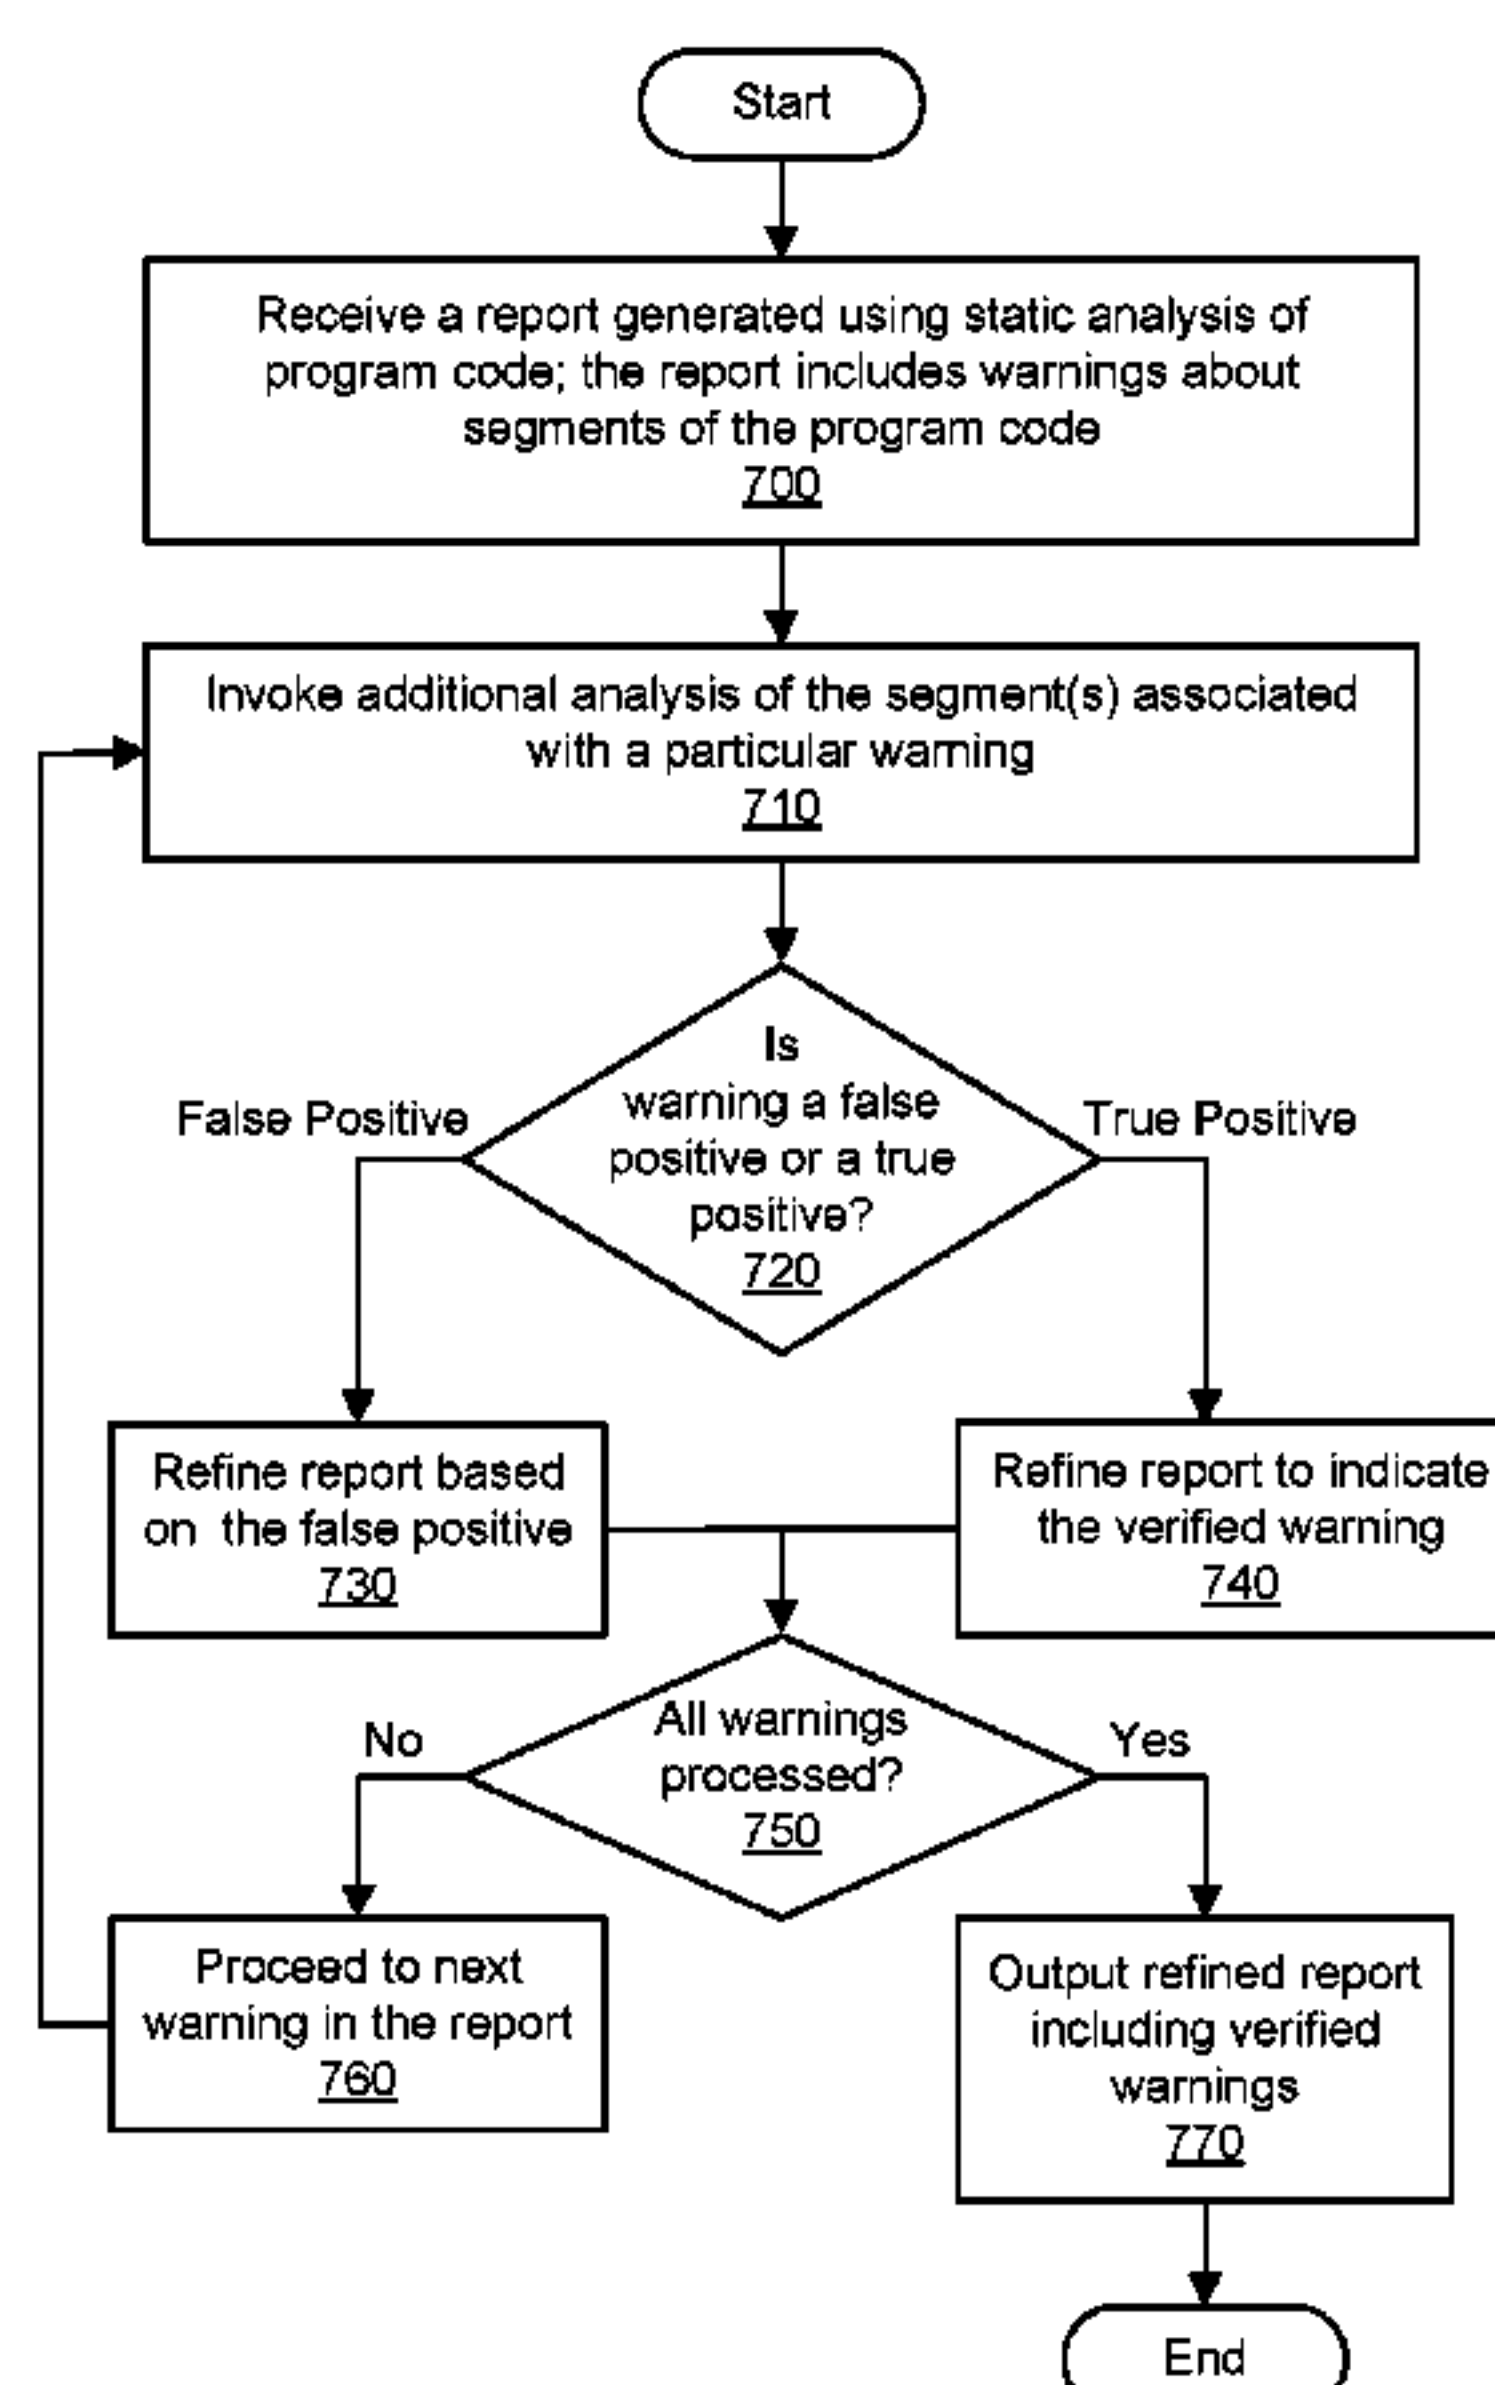 Start
Receive a report generated using static analysis of
program code; the report includes warnings about
segments of the program code
700
Invoke additional analysis of the segment(s) associated
with a particular warning
710
Is
warning a false
positive or a true
positive?
720
False Positive
True Positive
Refine report based
on the false positive
730
Refine report to indicate
the verified warning
740
All warnings
processed?
750
No
Yes
Proceed to next
warning in the report
760
Output refined report
including verified
warnings
770
End